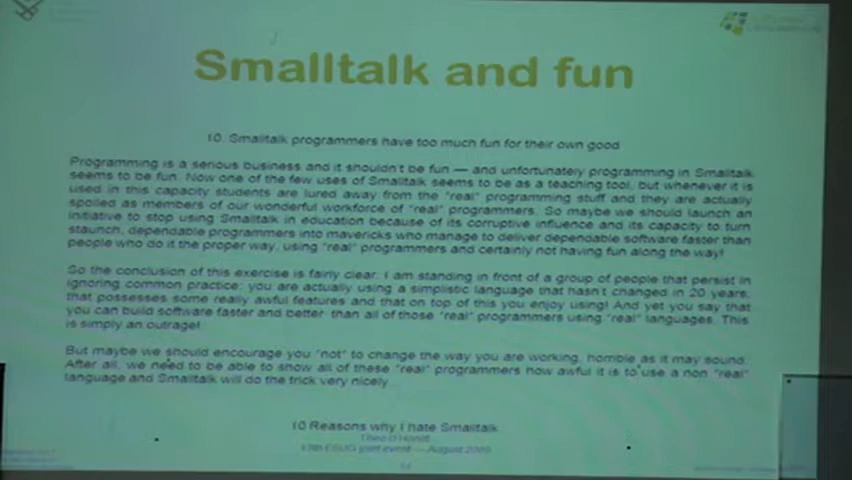 Smalltalk and fun
10. Smalltalk programmers have too much fun for their own good
Programming is a serious business and it shouldn't be fun — and unfortunately programming in Smalltalk
seems to be fun. Now one of the few uses of Smalltalk seems to be as a teaching tool, but whenever it is
used in this capacity students are lured away from the "real" programming stuff and they are actually
spoiled as members of our wonderful workforce of "real" programmers. So maybe we should launch an
initiative to stop using Smalltalk in education because of its corruptive influence and its capacity to turn
staunch, dependable programmers into mavericks who manage to deliver dependable software faster than
people who do it the proper way, using "real" programmers and certainly not having fun along the way!
So the conclusion of this exercise is fairly clear. I am standing in front of a group of people that persist in
ignoring common practice: you are actually using a simplistic language that hasn't changed in 20 years,
that possesses some really awful features and that on top of this you enjoy using! And yet you say that
you can build software faster and better than all of those "real" programmers using "real" languages. This
is simply an outrage!
But maybe we should encourage you "not" to change the way you are working, horrible as it may sound.
After all, we need to be able to show all of these "real" programmers how awful it is to use a non "real"
language and Smalltalk will do the trick very nicely.
10 Reasons why I hate Smalltalk
Theo D'Hondt
17th ESUG joint event — August 2009